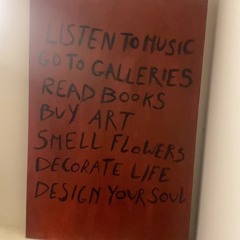 LISTEN TO MUSIC
GO TO GALLERIES
READ BOOKS
BUY ART
SMELL FLOWERS
DECORATE LIFE
DESIGN YOUR SOUL